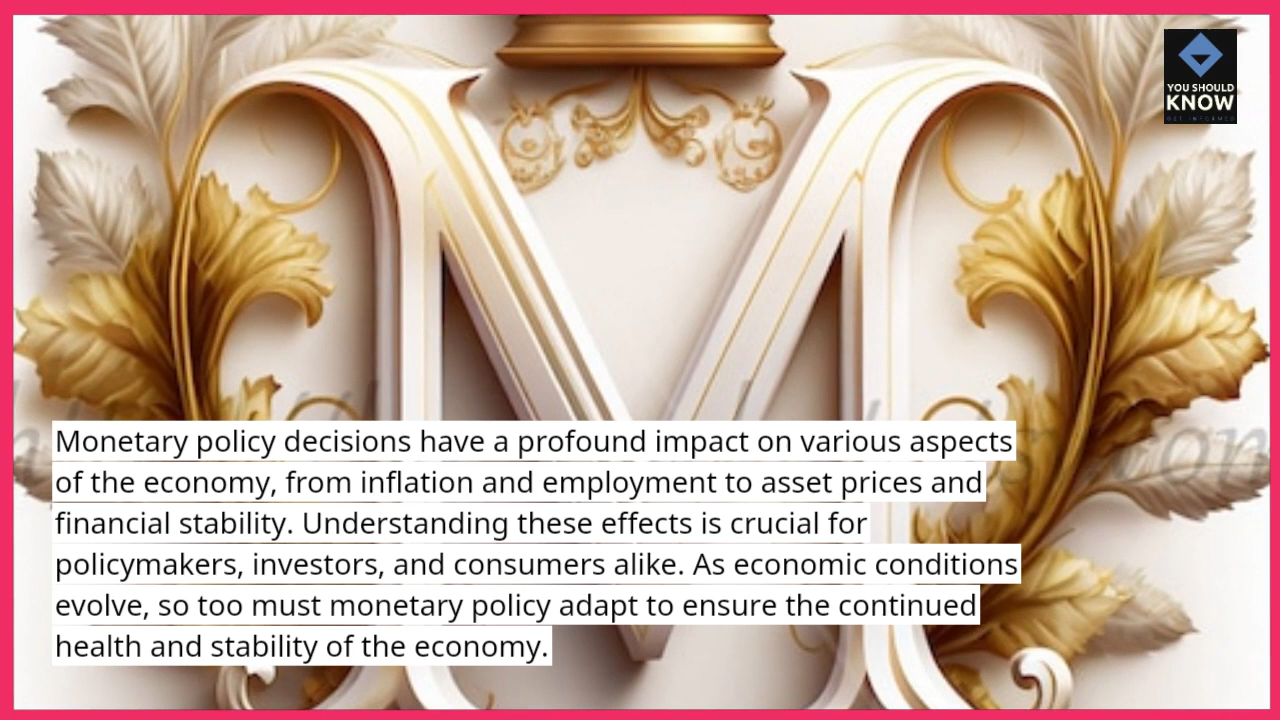 YOU SHOULD
KNOW
GET INFORMED
M
Monetary policy decisions have a profound impact on various aspects
of the economy, from inflation and employment to asset prices and
financial stability. Understanding these effects is crucial for
policymakers, investors, and consumers alike. As economic conditions
evolve, so too must monetary policy adapt to ensure the continued
health and stability of the economy.